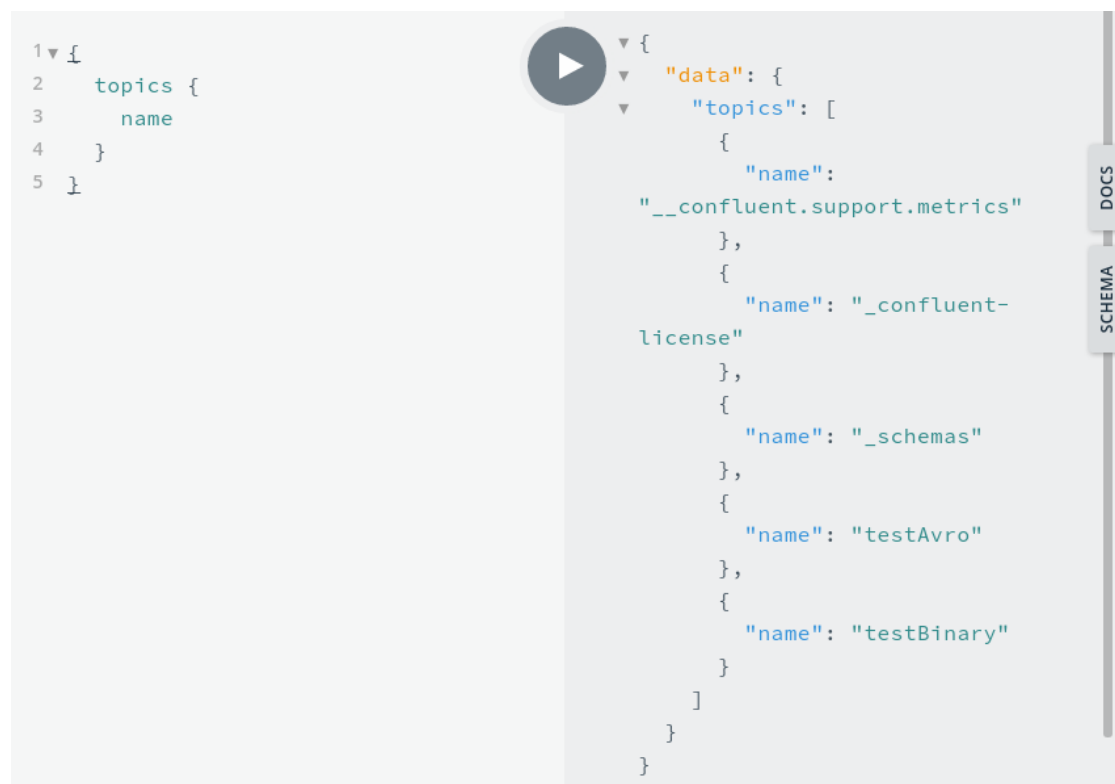 1 {
2   topics {
3     name
4   }
5 }
{
  "data": {
    "topics": [
      {
        "name":
"__confluent.support.metrics"
      },
      {
        "name": "_confluent-
license"
      },
      {
        "name": "_schemas"
      },
      {
        "name": "testAvro"
      },
      {
        "name": "testBinary"
      }
    ]
  }
}
DOCS
SCHEMA